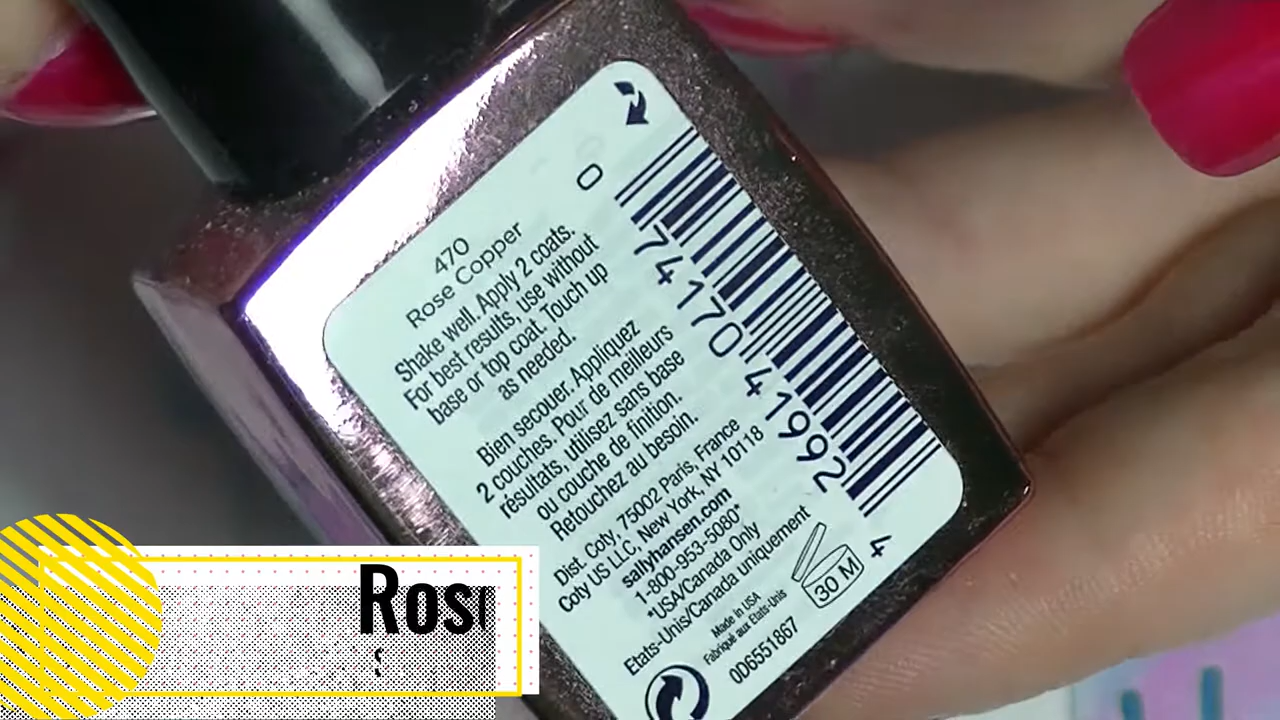 470
Rose Copper
Shake well. Apply 2 coats.
For best results, use without
base or top coat. Touch up
as needed.
Bien secouer. Appliquez
2 couches. Pour de meilleurs
résultats, utilisez sans base
ou couche de finition.
Retouchez au besoin.
Dist. Coty, 75002 Paris, France
Coty US LLC, New York, NY 10118
sallyhansen.com
1-800-953-5080*
*USA/Canada Only
Etats-Unis/Canada uniquement
Made in USA
Fabriqué aux États-Unis
0D6551867
30 M
0 74170 41992 4
Ros